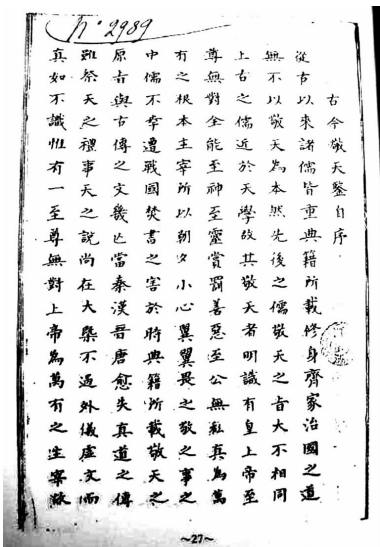 N° 2989
古今敬天鑒自序
從古以來諸儒皆重典籍所載修身齊家治國之道
無不以敬天為本然先後之儒敬天之旨大不相同
上古之儒近於天學故其敬天者明識有皇上帝至
尊無對全能至神至靈賞罰善惡至公無私真為萬
有之根本主宰所以朝夕小心翼翼畏之敬之事之
中儒不幸遭戰國焚書之害於時典籍所載敬天之
原旨與古傳之文幾亡當秦漢晉唐愈失真道之傳
雖祭天之禮事天之說尚在大槩不過外儀虛文而
真如不識惟有一至尊無對上帝為萬有之主宰故
~27~